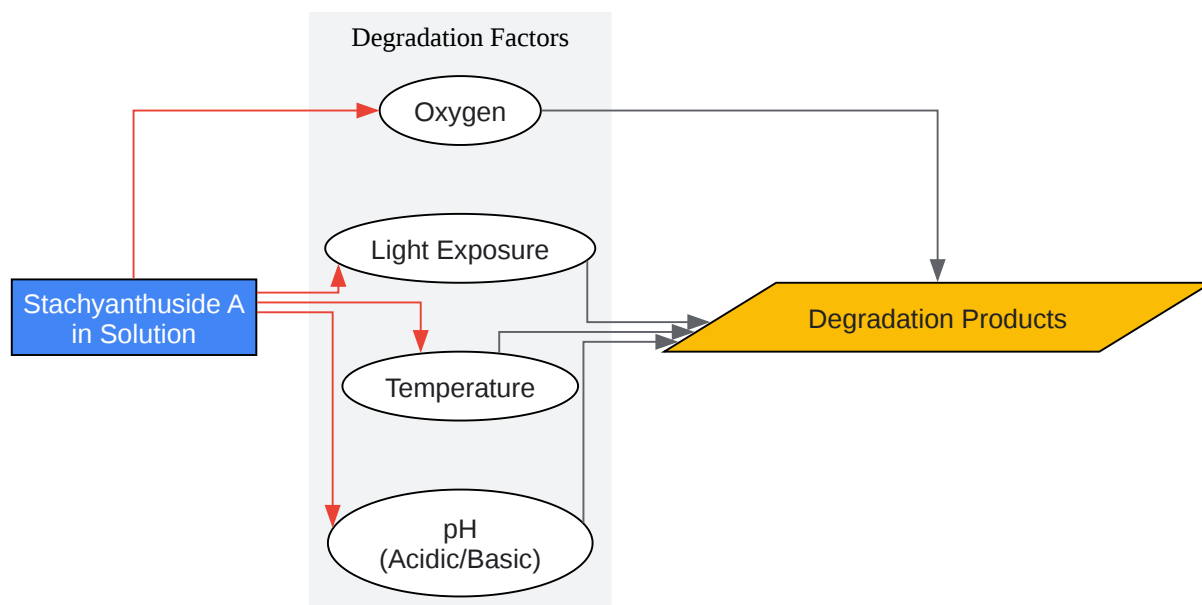 Degradation Factors
Oxygen
Light Exposure
Stachyanthuside A
in Solution
Degradation Products
Temperature
pH
(Acidic/Basic)